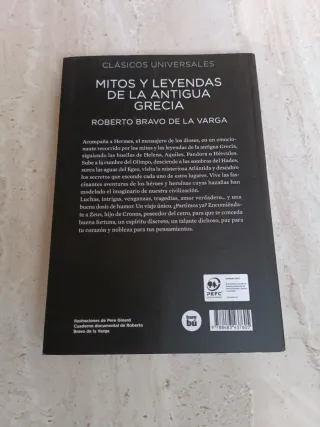 CLÁSICOS UNIVERSALES
MITOS Y LEYENDAS
DE LA ANTIGUA
GRECIA
ROBERTO BRAVO DE LA VARGA
Acompaña a Hermes, el mensajero de los dioses, en un emocio-
nante recorrido por los mitos y las leyendas de la antigua Grecia,
siguiendo las huellas de Helena, Aquiles, Pandora o Hércules.
Sube a la cumbre del Olimpo, desciende a las sombras del Hades,
surca las aguas del Egeo, visita la misteriosa Atlántida y descubre
los secretos que esconde cada uno de estos lugares. Vive las fas-
cinantes aventuras de los héroes y heroínas cuyas hazañas han
modelado el imaginario de nuestra civilización.
Luchas, intrigas, venganzas, tragedias, amor verdadero... y una
buena dosis de humor. Un viaje único. ¿Partimos ya? Encomiénda-
te a Zeus, hijo de Crono, poseedor del cetro, para que te conceda
buena fortuna, un espíritu discreto, un talante dichoso, paz para
tu corazón y nobleza para tus pensamientos.
PEFC
Ilustraciones de Pere Ginard
Cuaderno documental de Roberto
Bravo de la Varga
bam
bú
9788483431603